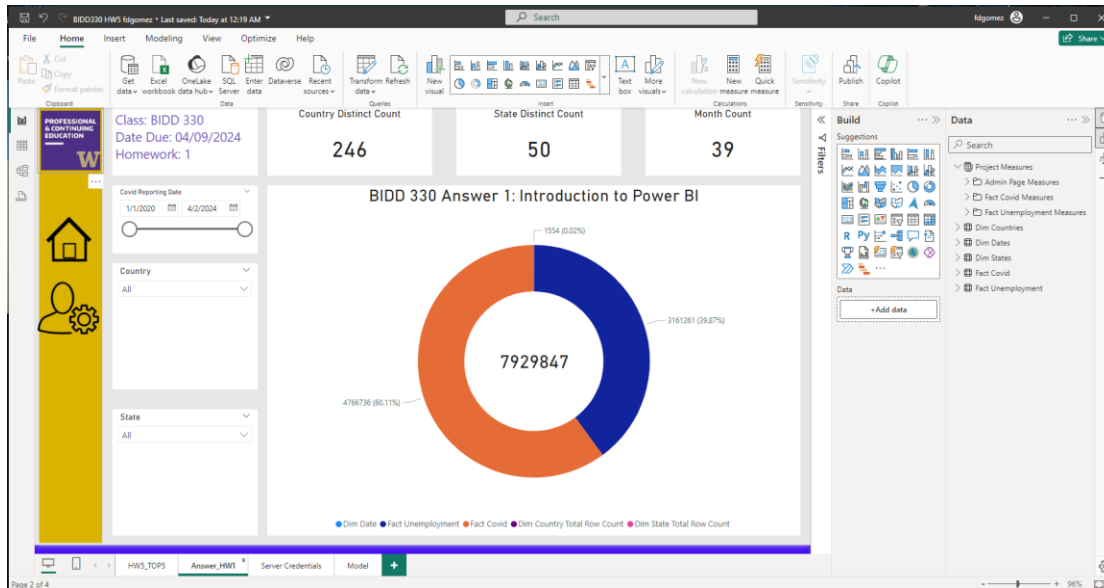 BIDD330 HW5 fdgomez • Last saved: Today at 12:19 AM
Search
fdgomez
File Home Insert Modeling View Optimize Help
Share
Paste
Cut
Copy
Format painter
Clipboard
Get data
Excel workbook
OneLake data hub
SQL Server
Enter data
Dataverse
Recent sources
Data
Transform data
Refresh
Queries
New visual
Text box
More visuals
Insert
New calculation
New measure
Quick measure
Calculations
Sensitivity
Sensitivity
Publish
Share
Copilot
Copilot
PROFESSIONAL
& CONTINUING
EDUCATION
W
Class: BIDD 330
Date Due: 04/09/2024
Homework: 1
Country Distinct Count
246
State Distinct Count
50
Month Count
39
Covid Reporting Date
1/1/2020 4/2/2024
Country
All
State
All
BIDD 330 Answer 1: Introduction to Power BI
1554 (0.02%)
3161261 (39.87%)
7929847
4766736 (60.11%)
Dim Date Fact Unemployment Fact Covid Dim Country Total Row Count Dim State Total Row Count
Filters
Build
Suggestions
R Py
Data
+Add data
Data
Search
Project Measures
Admin Page Measures
Fact Covid Measures
Fact Unemployment Measures
Dim Countries
Dim Dates
Dim States
Fact Covid
Fact Unemployment
HW5_TOP5 Answer_HW1 Server Credentials Model
Page 2 of 4
96%